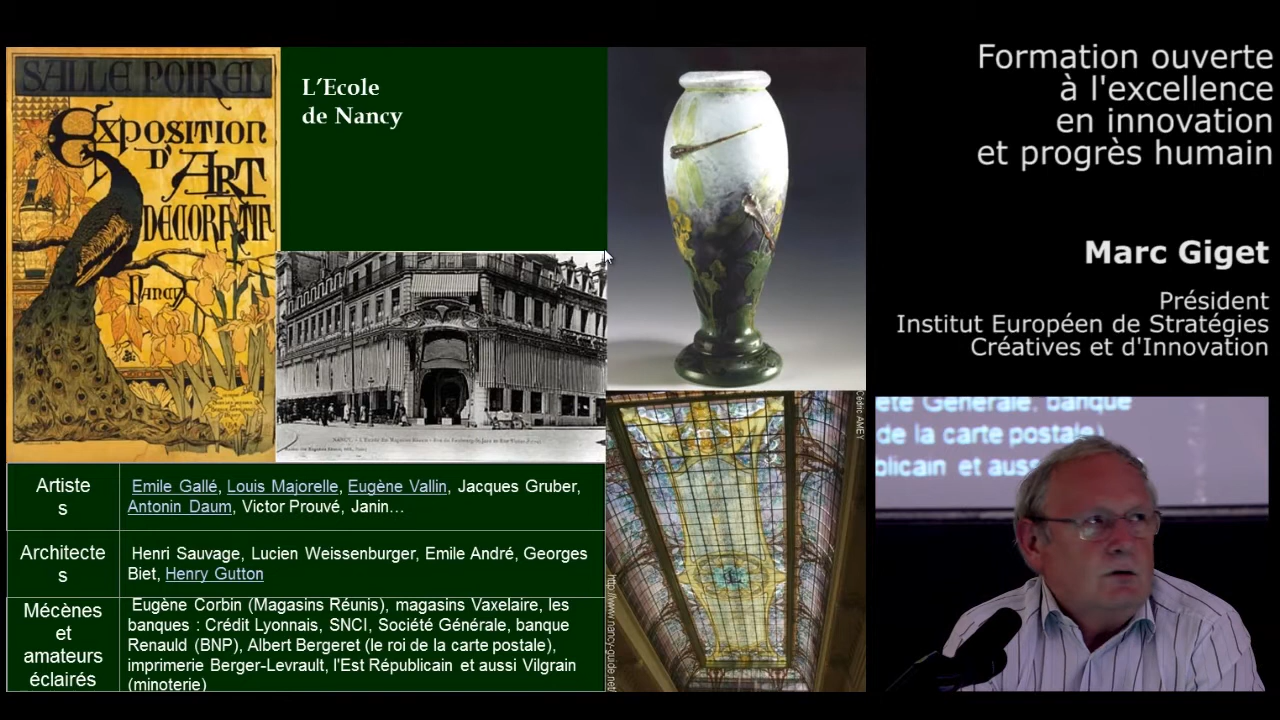 SALLE POIREL
EXPOSITION
D'ART
DÉCORATIF
NANCY
L'Ecole
de Nancy
Cédric AMEY
http://www.nancy-guide.net
Artiste
s
Emile Gallé, Louis Majorelle, Eugène Vallin, Jacques Gruber,
Antonin Daum, Victor Prouvé, Janin…
Architecte
s
Henri Sauvage, Lucien Weissenburger, Emile André, Georges
Biet, Henry Gutton
Mécènes
et
amateurs
éclairés
Eugène Corbin (Magasins Réunis), magasins Vaxelaire, les
banques : Crédit Lyonnais, SNCI, Société Générale, banque
Renauld (BNP), Albert Bergeret (le roi de la carte postale),
imprimerie Berger-Levrault, l'Est Républicain et aussi Vilgrain
(minoterie)
Formation ouverte
à l'excellence
en innovation
et progrès humain
Marc Giget
Président
Institut Européen de Stratégies
Créatives et d'Innovation
été Générale, banque
de la carte postale)
blicain et auss